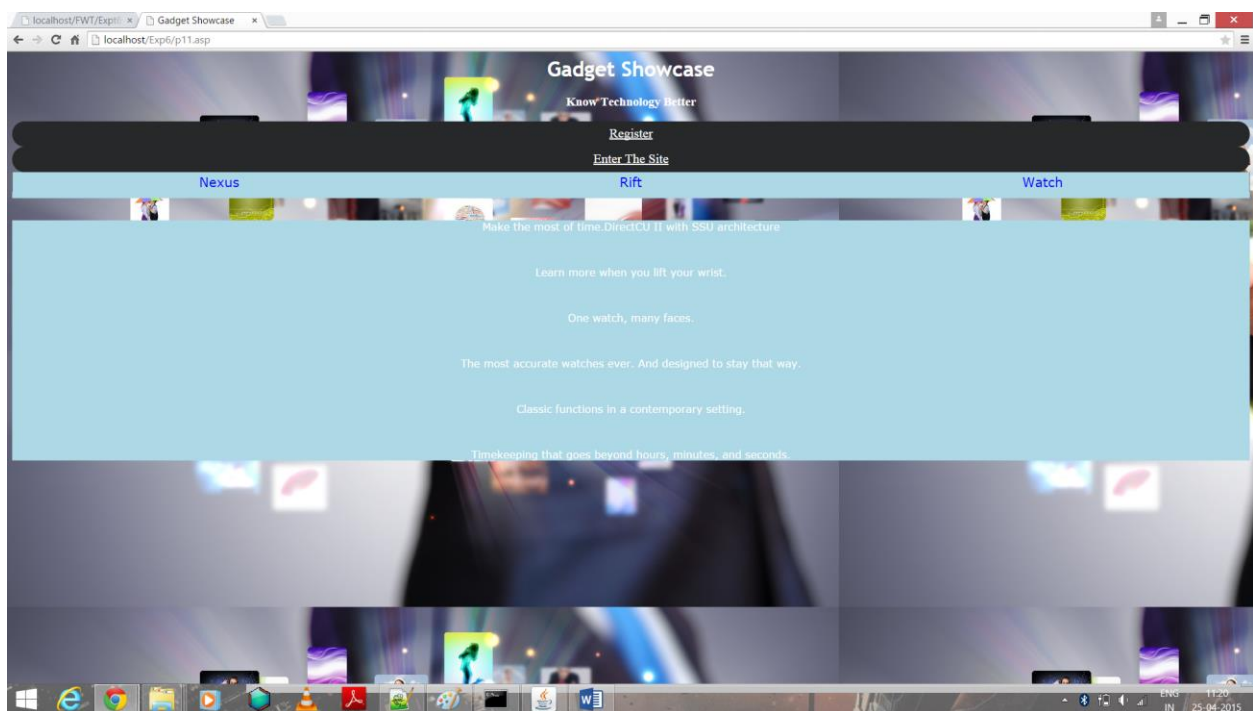 localhost/FWT/Expt
Gadget Showcase
localhost/Exp6/p11.asp
Gadget Showcase
Know Technology Better
Register
Enter The Site
Nexus Rift Watch
Make the most of time.DirectCU II with SSU architecture
Learn more when you lift your wrist.
One watch, many faces.
The most accurate watches ever. And designed to stay that way.
Classic functions in a contemporary setting.
Timekeeping that goes beyond hours, minutes, and seconds.
ENG 11:20
IN 25-04-2015